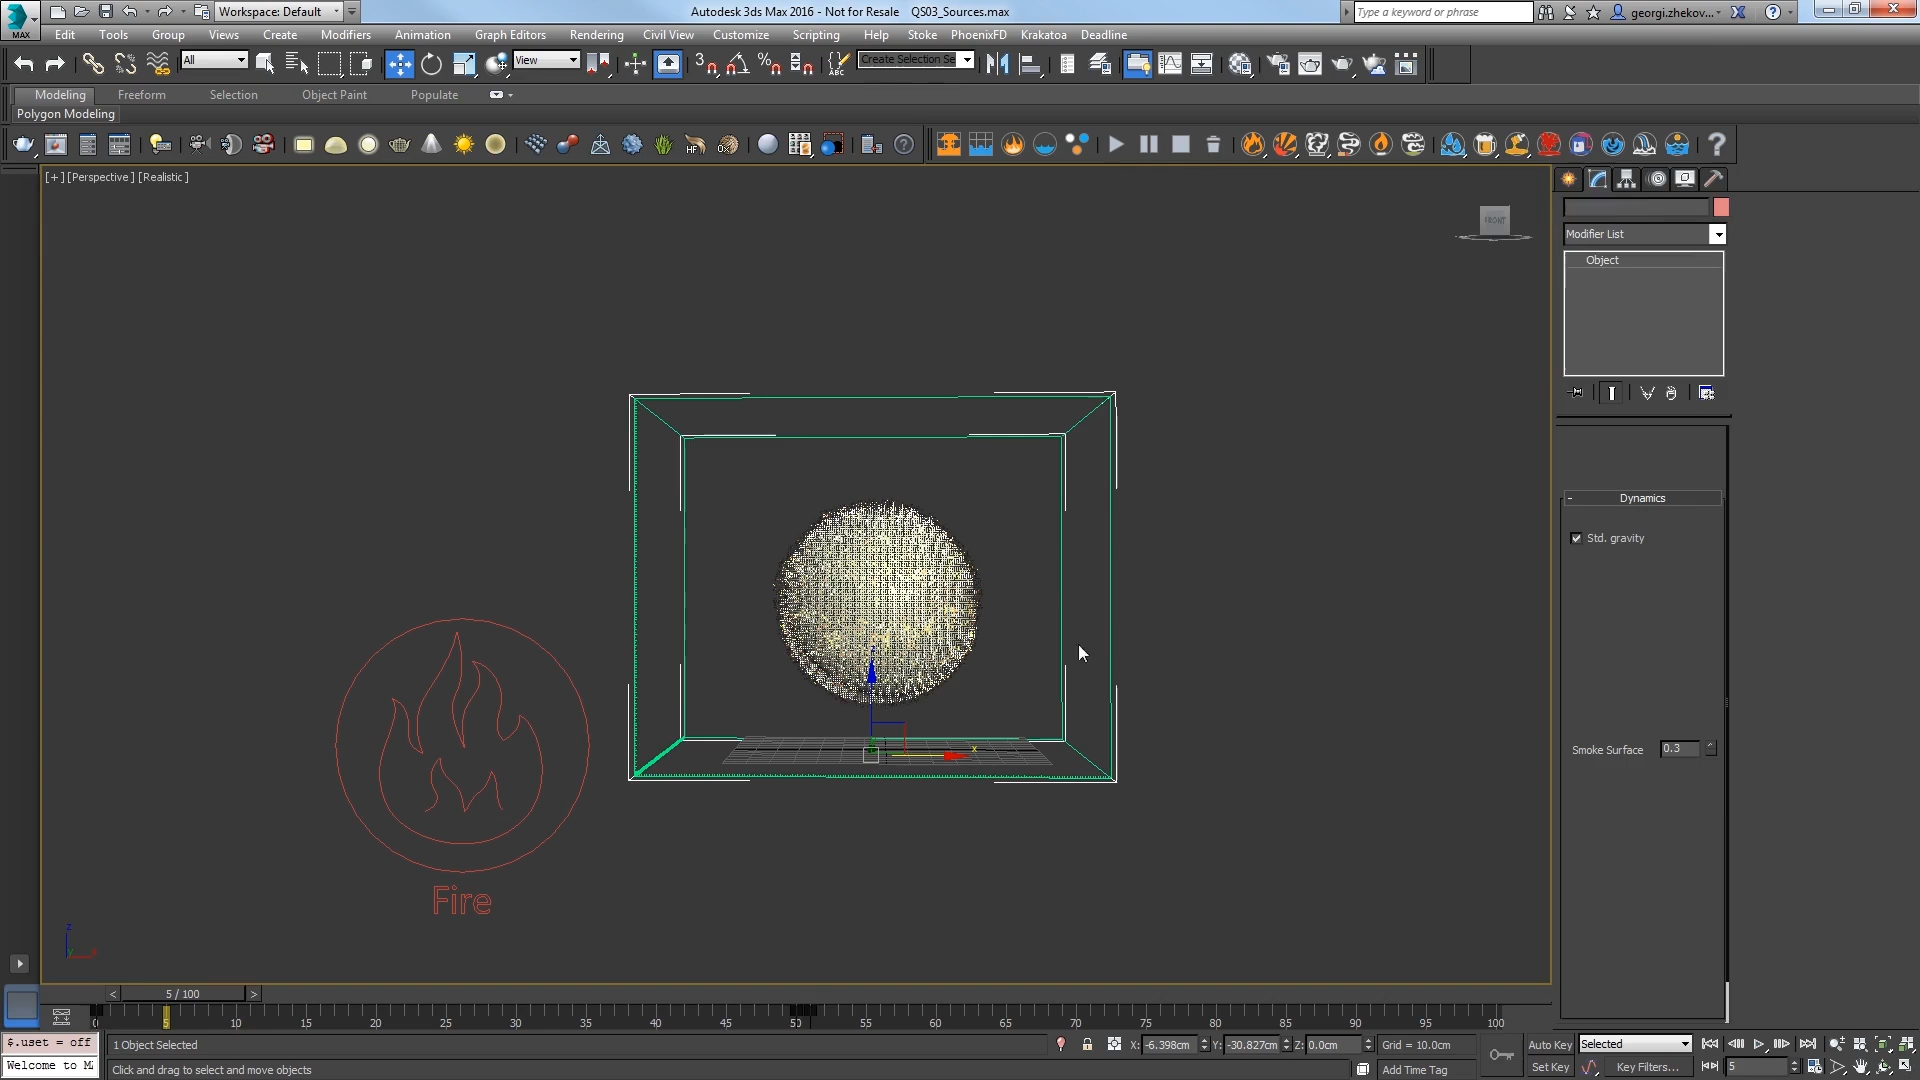 Workspace: Default
Autodesk 3ds Max 2016 - Not for Resale QS03_Sources.max
Type a keyword or phrase
georgi.zhekov...
MAX
Edit Tools Group Views Create Modifiers Animation Graph Editors Rendering Civil View Customize Scripting Help Stoke PhoenixFD Krakatoa Deadline
All
View
3
ABC
Create Selection Se
Modeling Freeform Selection Object Paint Populate
Polygon Modeling
HF
[+] [Perspective ] [Realistic ]
FRONT
Modifier List
Object
- Dynamics
Std. gravity
Smoke Surface 0.3
z
x
Fire
z
< 5 / 100 >
0 5 10 15 20 25 30 35 40 45 50 55 60 65 70 75 80 85 90 95 100
$.uset = off
1 Object Selected
X: -6.398cm Y: -30.827cm Z: 0.0cm
Grid = 10.0cm
Auto Key
Selected
Welcome to M
Click and drag to select and move objects
Add Time Tag
Set Key
Key Filters...
5